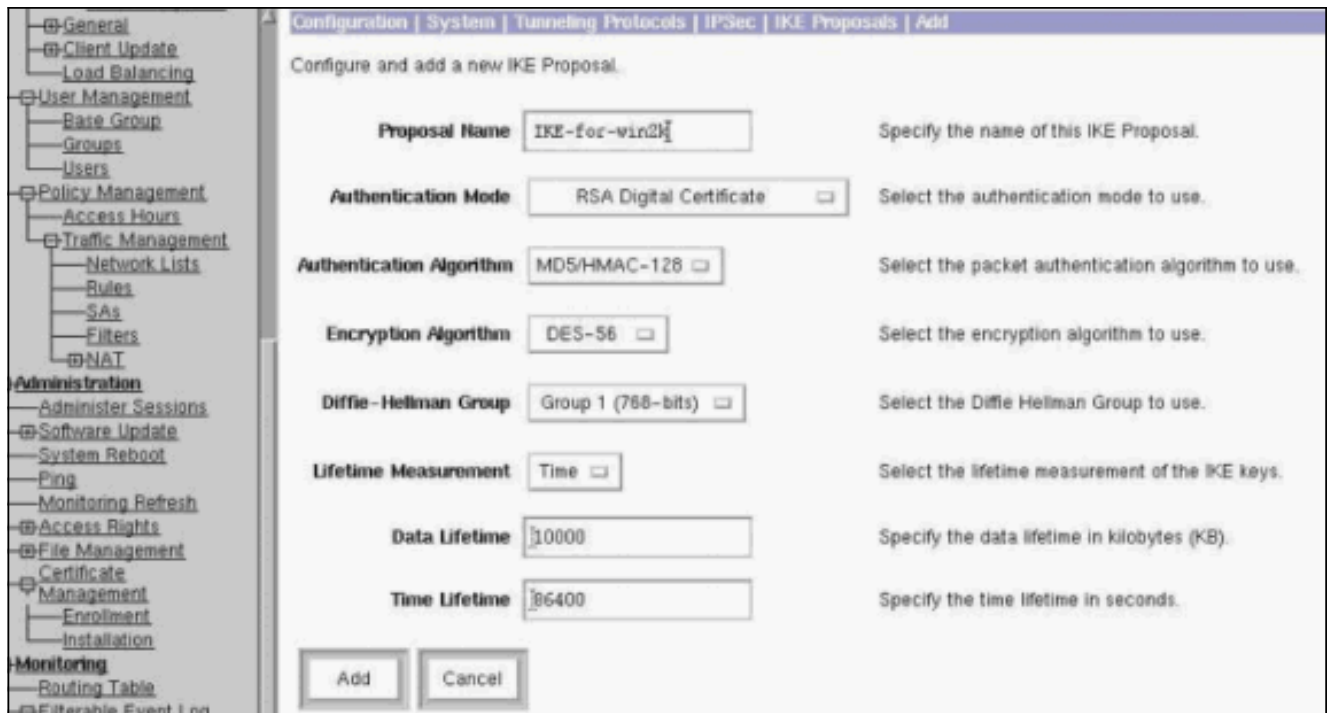 General
Client Update
Load Balancing
User Management
Base Group
Groups
Users
Policy Management
Access Hours
Traffic Management
Network Lists
Rules
SAs
Filters
NAT
Administration
Administer Sessions
Software Update
System Reboot
Ping
Monitoring Refresh
Access Rights
File Management
Certificate
Management
Enrollment
Installation
Monitoring
Routing Table
Filterable Event Log
Configuration | System | Tunneling Protocols | IPSec | IKE Proposals | Add
Configure and add a new IKE Proposal.
Proposal Name IKE-for-win2k Specify the name of this IKE Proposal.
Authentication Mode RSA Digital Certificate Select the authentication mode to use.
Authentication Algorithm MD5/HMAC-128 Select the packet authentication algorithm to use.
Encryption Algorithm DES-56 Select the encryption algorithm to use.
Diffie-Hellman Group Group 1 (768-bits) Select the Diffie Hellman Group to use.
Lifetime Measurement Time Select the lifetime measurement of the IKE keys.
Data Lifetime 10000 Specify the data lifetime in kilobytes (KB).
Time Lifetime 86400 Specify the time lifetime in seconds.
Add Cancel